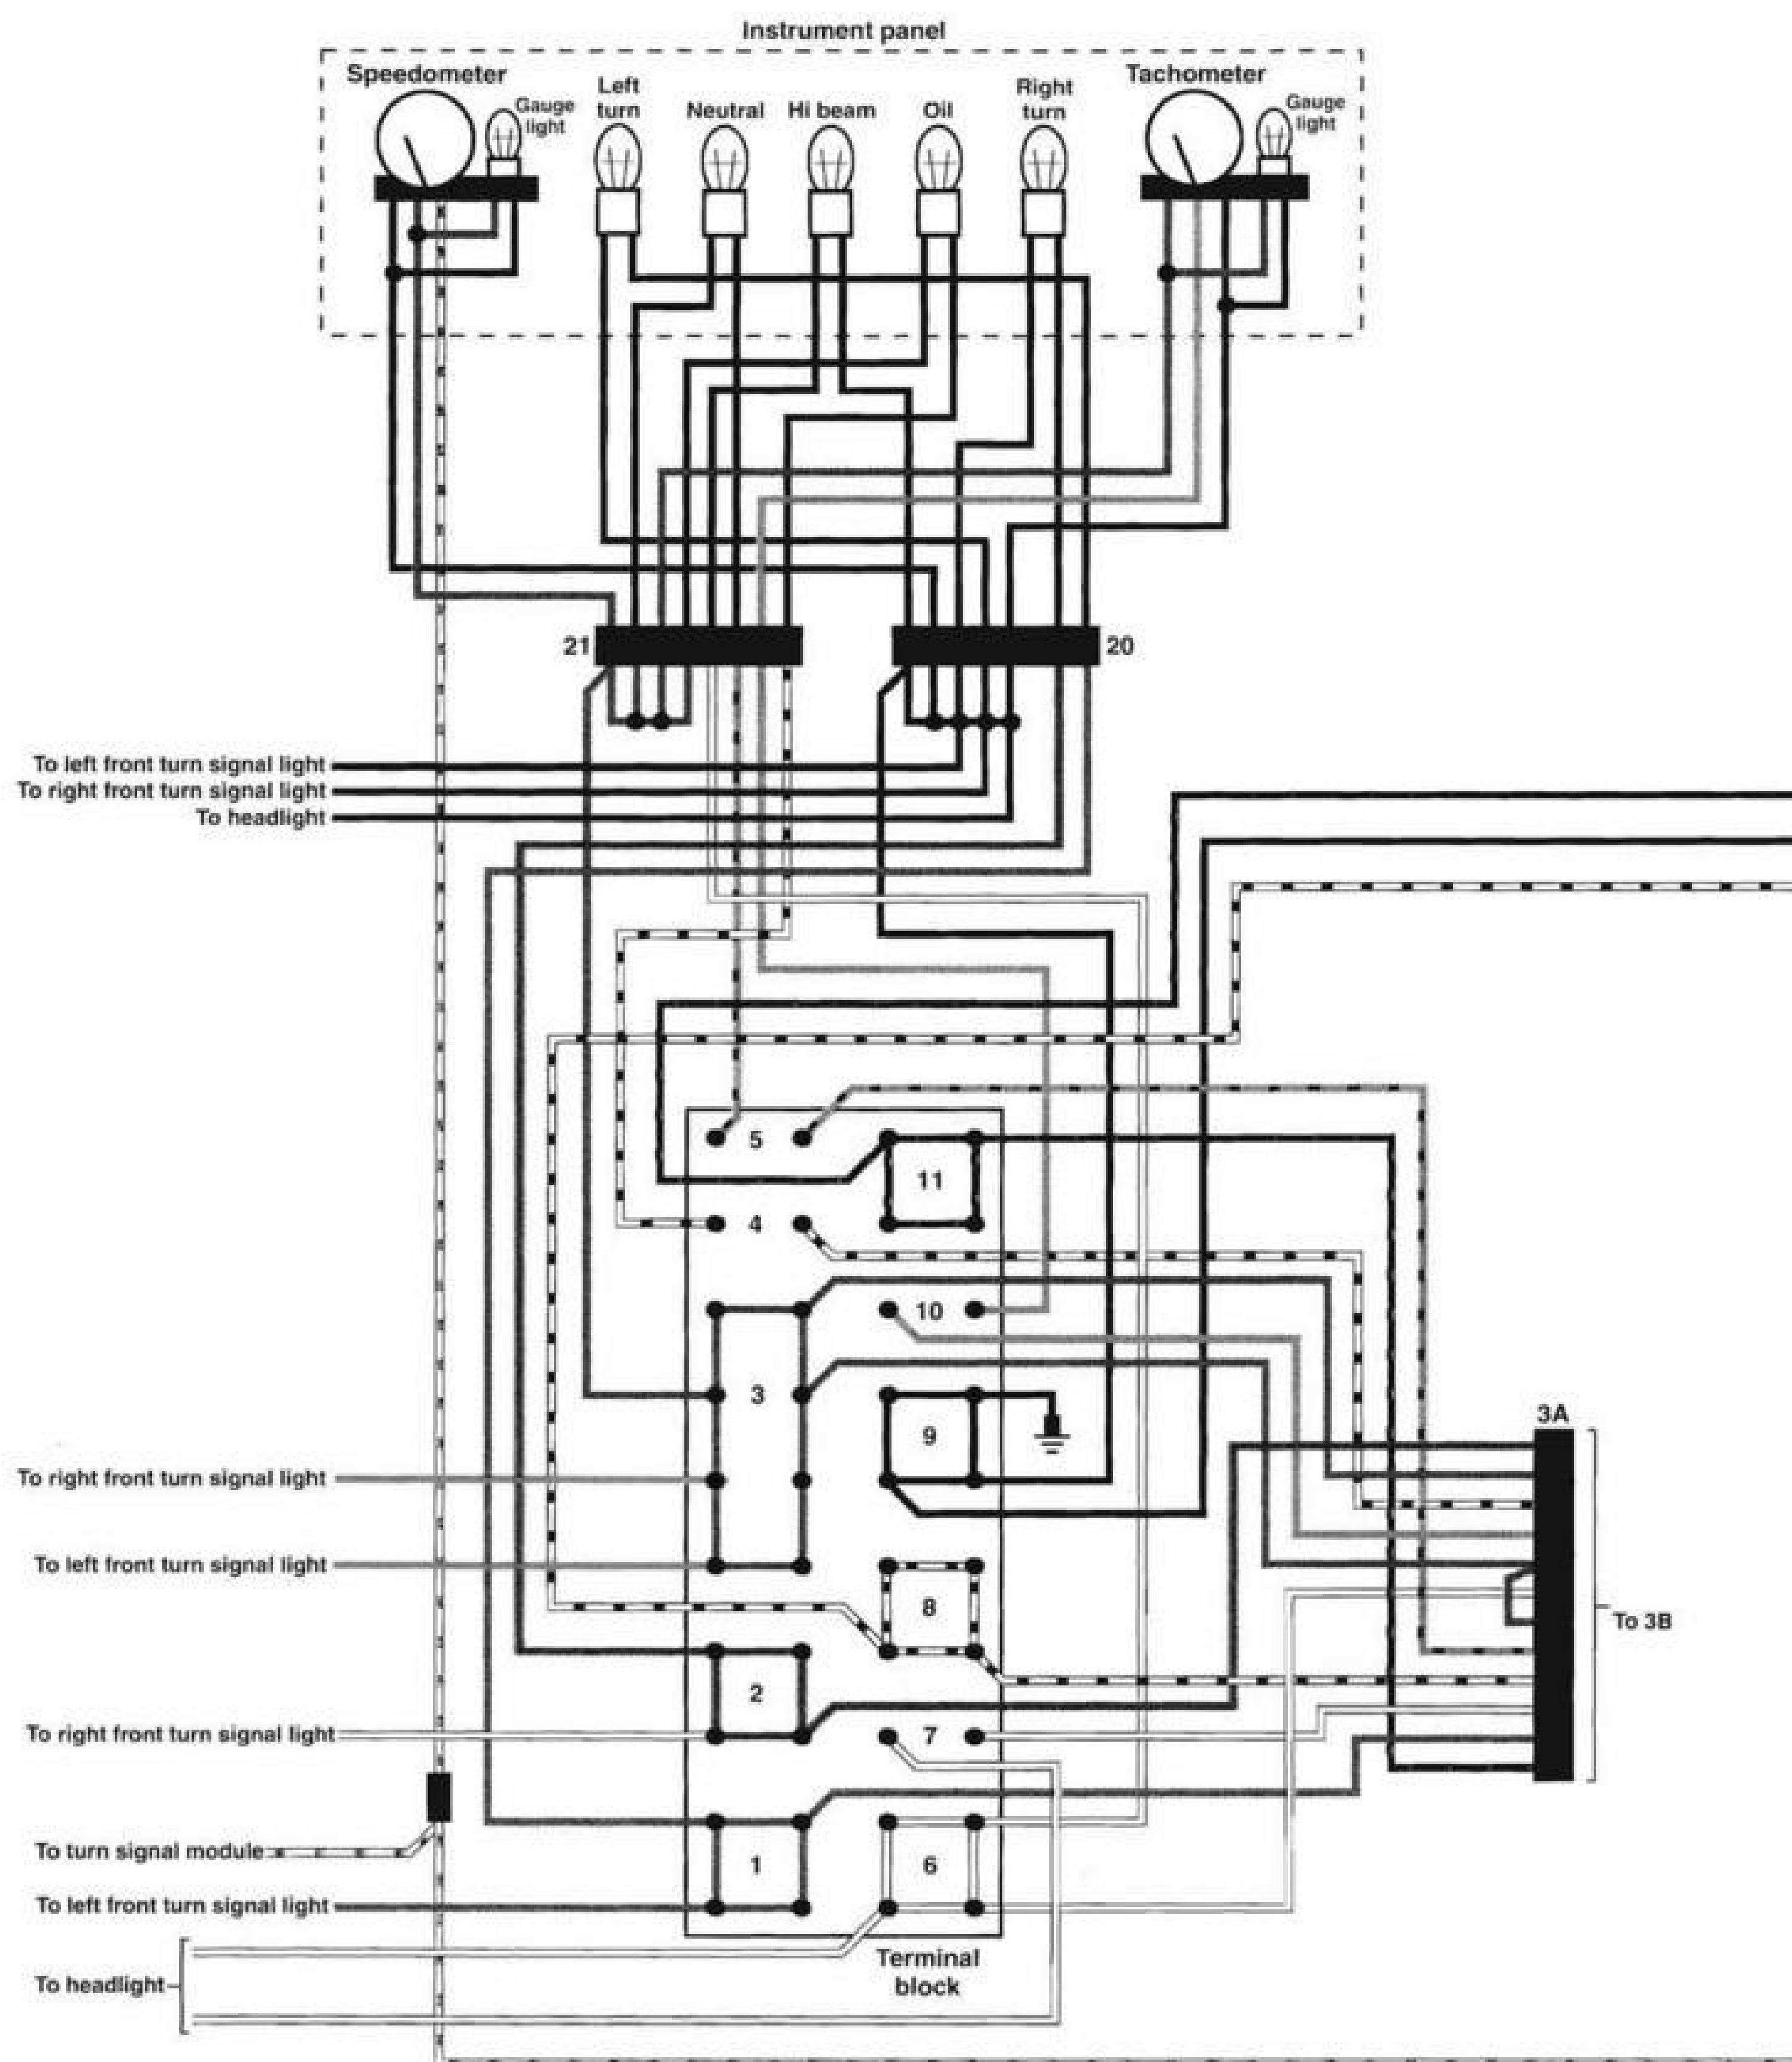 Instrument panel
Speedometer
Gauge
light
Left
turn
Neutral
Hi beam
Oil
Right
turn
Tachometer
Gauge
light
21
20
To left front turn signal light
To right front turn signal light
To headlight
5
11
4
10
3
9
3A
To right front turn signal light
To left front turn signal light
8
To 3B
2
To right front turn signal light
7
To turn signal module
1
6
To left front turn signal light
Terminal
block
To headlight